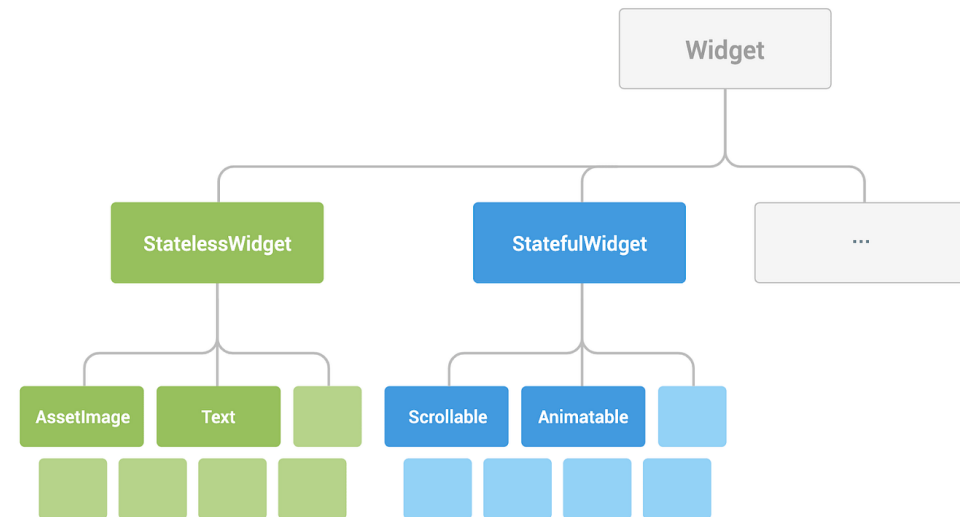 Widget
StatelessWidget
StatefulWidget
...
AssetImage
Text
Scrollable
Animatable